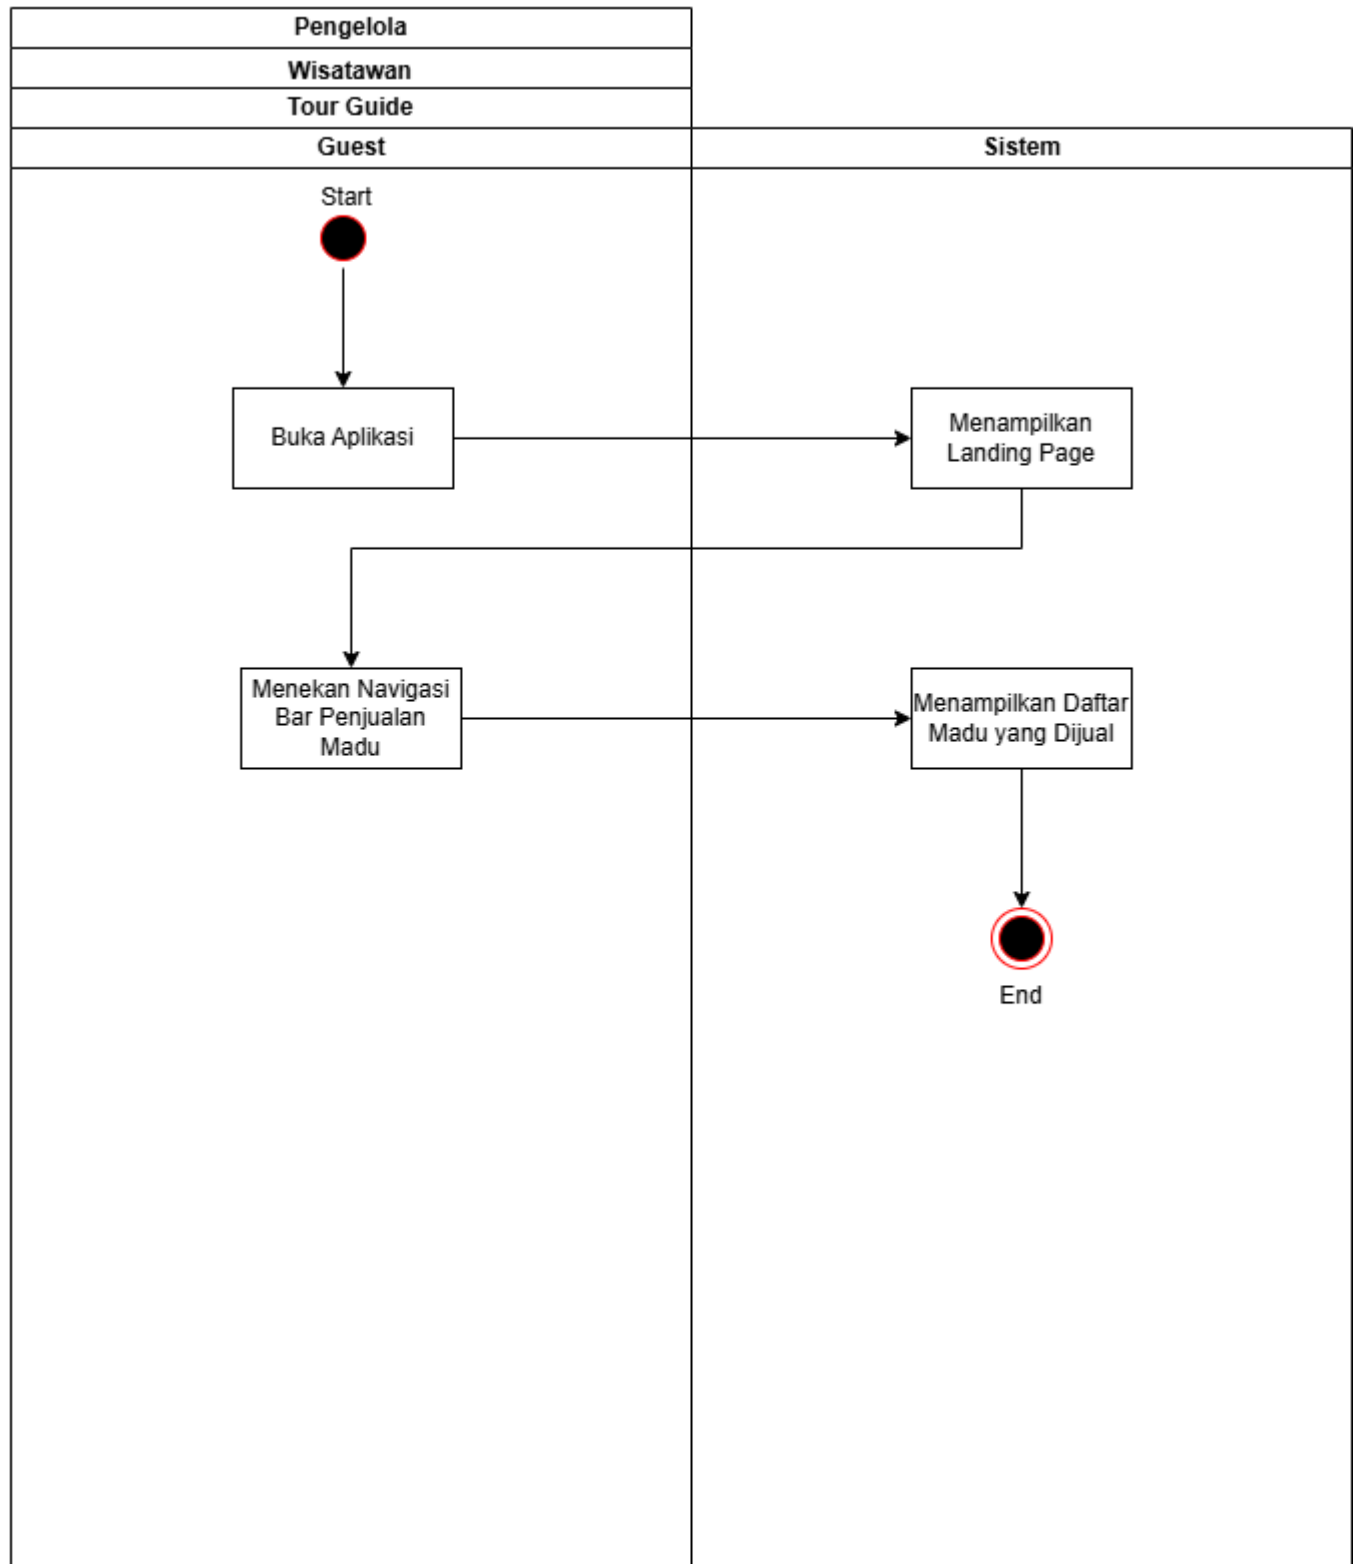 Pengelola
Wisatawan
Tour Guide
Guest
Sistem
Start
Buka Aplikasi
Menampilkan
Landing Page
Menekan Navigasi
Bar Penjualan
Madu
Menampilkan Daftar
Madu yang Dijual
End